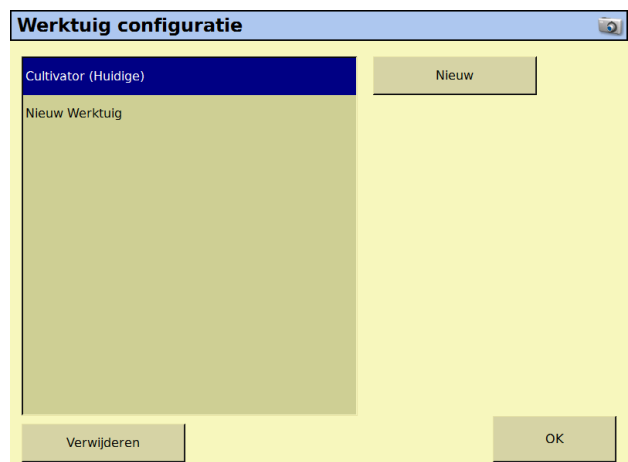 Werktuig configuratie
Cultivator (Huidige)
Nieuw
Nieuw Werktuig
Verwijderen
OK